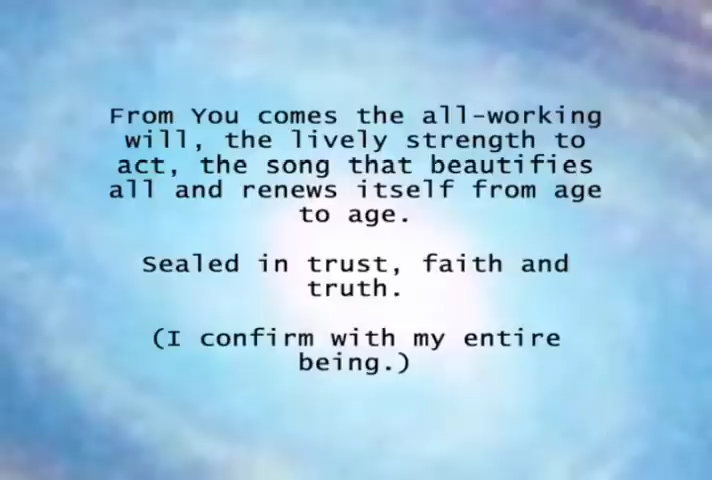 From You comes the all-working
will, the lively strength to
act, the song that beautifies
all and renews itself from age
to age.
Sealed in trust, faith and
truth.
(I confirm with my entire
being.)